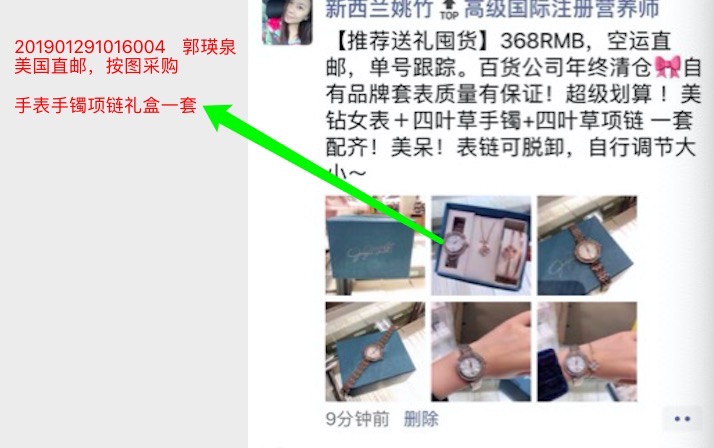 201901291016004 郭瑛泉
美国直邮，按图采购
手表手镯项链礼盒一套
新西兰姚竹TOP高级国际注册营养师
【推荐送礼囤货】368RMB，空运直
邮，单号跟踪。百货公司年终清仓🎀自
有品牌套表质量有保证！超级划算！美
钻女表＋四叶草手镯+四叶草项链 一套
配齐！美呆！表链可脱卸，自行调节大
小～
9分钟前 删除